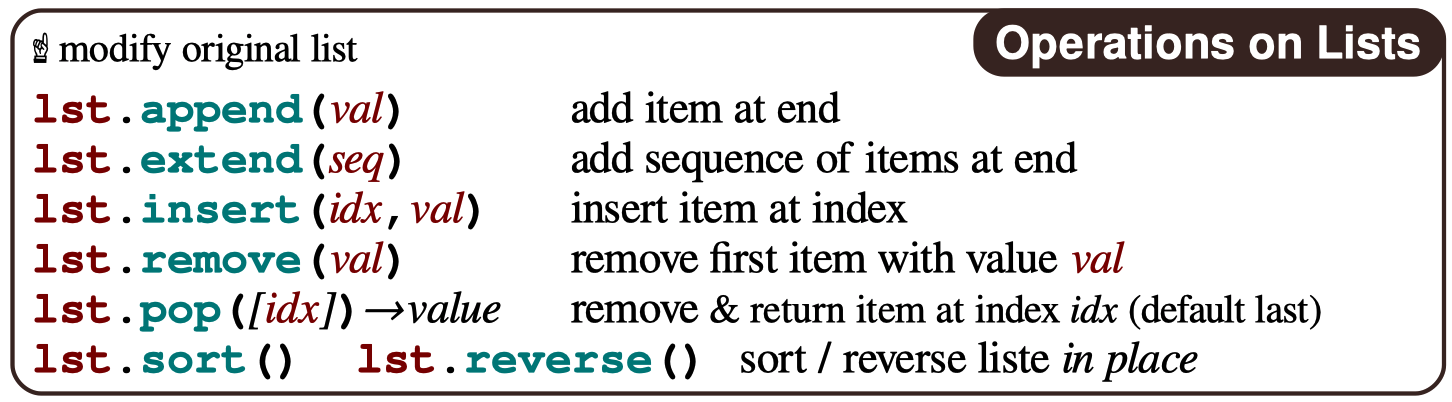 Operations on Lists
☝ modify original list
lst.append(val) add item at end
lst.extend(seq) add sequence of items at end
lst.insert(idx,val) insert item at index
lst.remove(val) remove first item with value val
lst.pop([idx])→value remove & return item at index idx (default last)
lst.sort() lst.reverse() sort / reverse liste in place